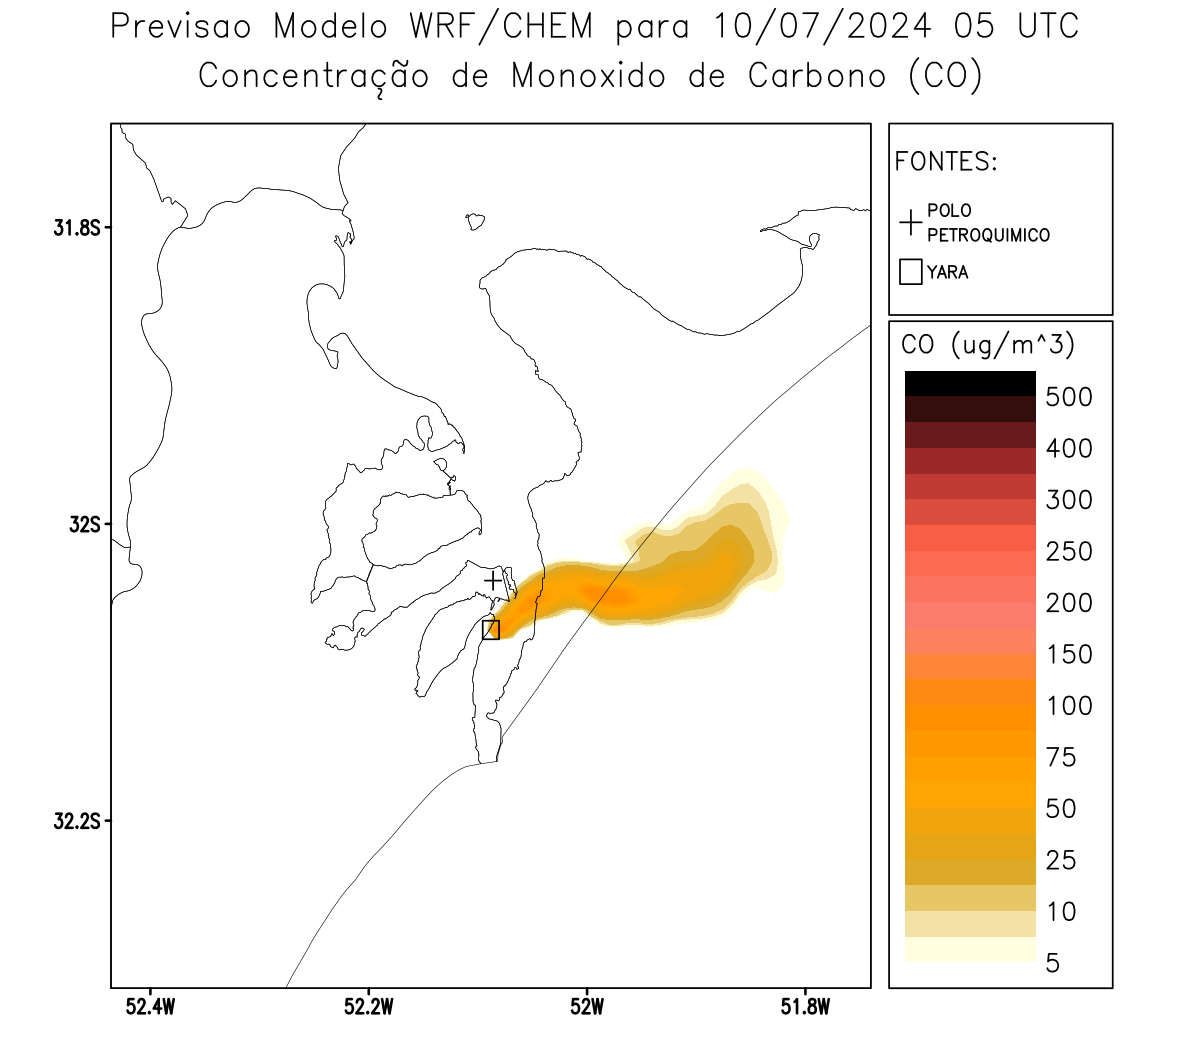 Previsao Modelo WRF/CHEM para 10/07/2024 05 UTC
Concentração de Monoxido de Carbono (CO)
FONTES:
POLO
PETROQUIMICO
YARA
CO (ug/m^3)
500
400
300
250
200
150
100
75
50
25
10
5
31.8S
32S
32.2S
52.4W
52.2W
52W
51.8W